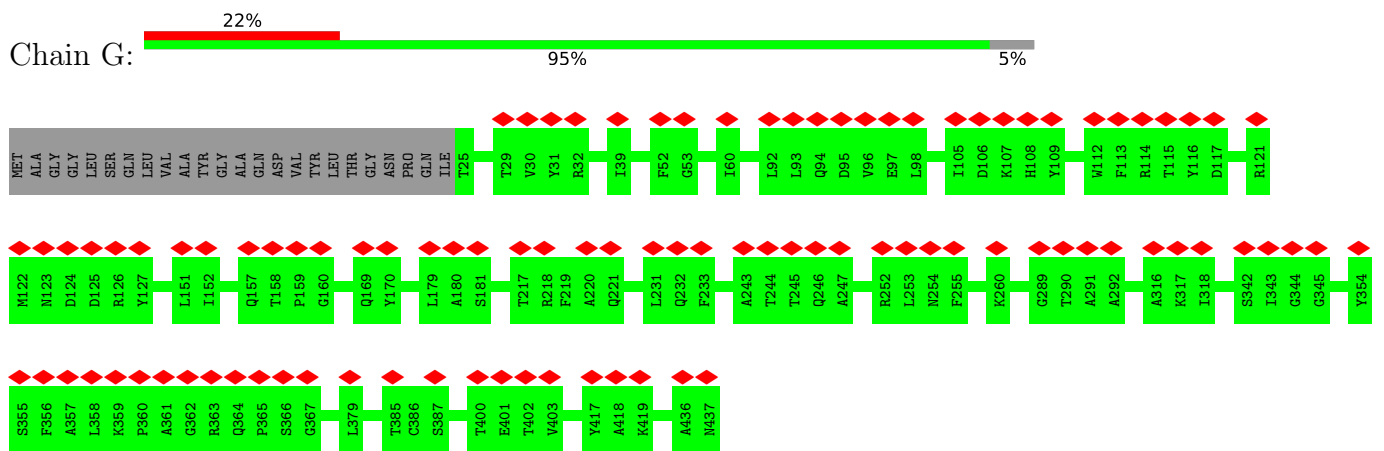 22%
Chain G:
95% 5%
MET ALA GLY GLY LEU SER GLN LEU VAL ALA TYR GLY ALA GLN ASP VAL TYR LEU THR GLY ASN PRO GLN ILE T25 T29 V30 Y31 R32 I39 F52 G53 I60 L92 L93 Q94 D95 V96 E97 L98 I105 D106 K107 H108 Y109 W112 F113 R114 T115 Y116 D117 R121
M122 N123 D124 D125 R126 Y127 L151 I152 Q157 T158 P159 G160 Q169 Y170 L179 A180 S181 T217 R218 F219 A220 Q221 L231 Q232 F233 A243 T244 T245 Q246 A247 R252 L253 N254 F255 K260 G289 T290 A291 A292 A316 K317 I318 S342 I343 G344 G345 Y354
S355 F356 A357 L358 K359 P360 A361 G362 R363 Q364 P365 S366 G367 L379 T385 C386 S387 T400 E401 T402 V403 Y417 A418 K419 A436 N437